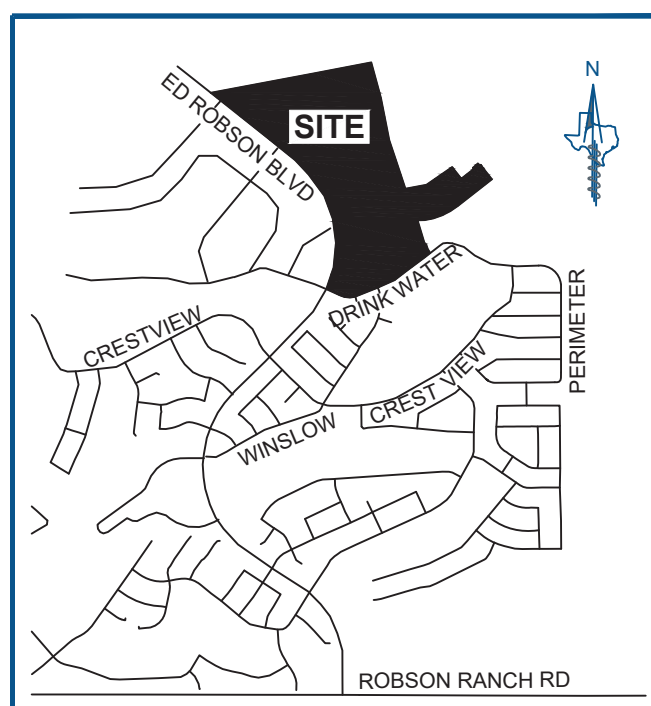 N
ED ROBSON BLVD
SITE
DRINK WATER
PERIMETER
CRESTVIEW
CREST VIEW
WINSLOW
ROBSON RANCH RD